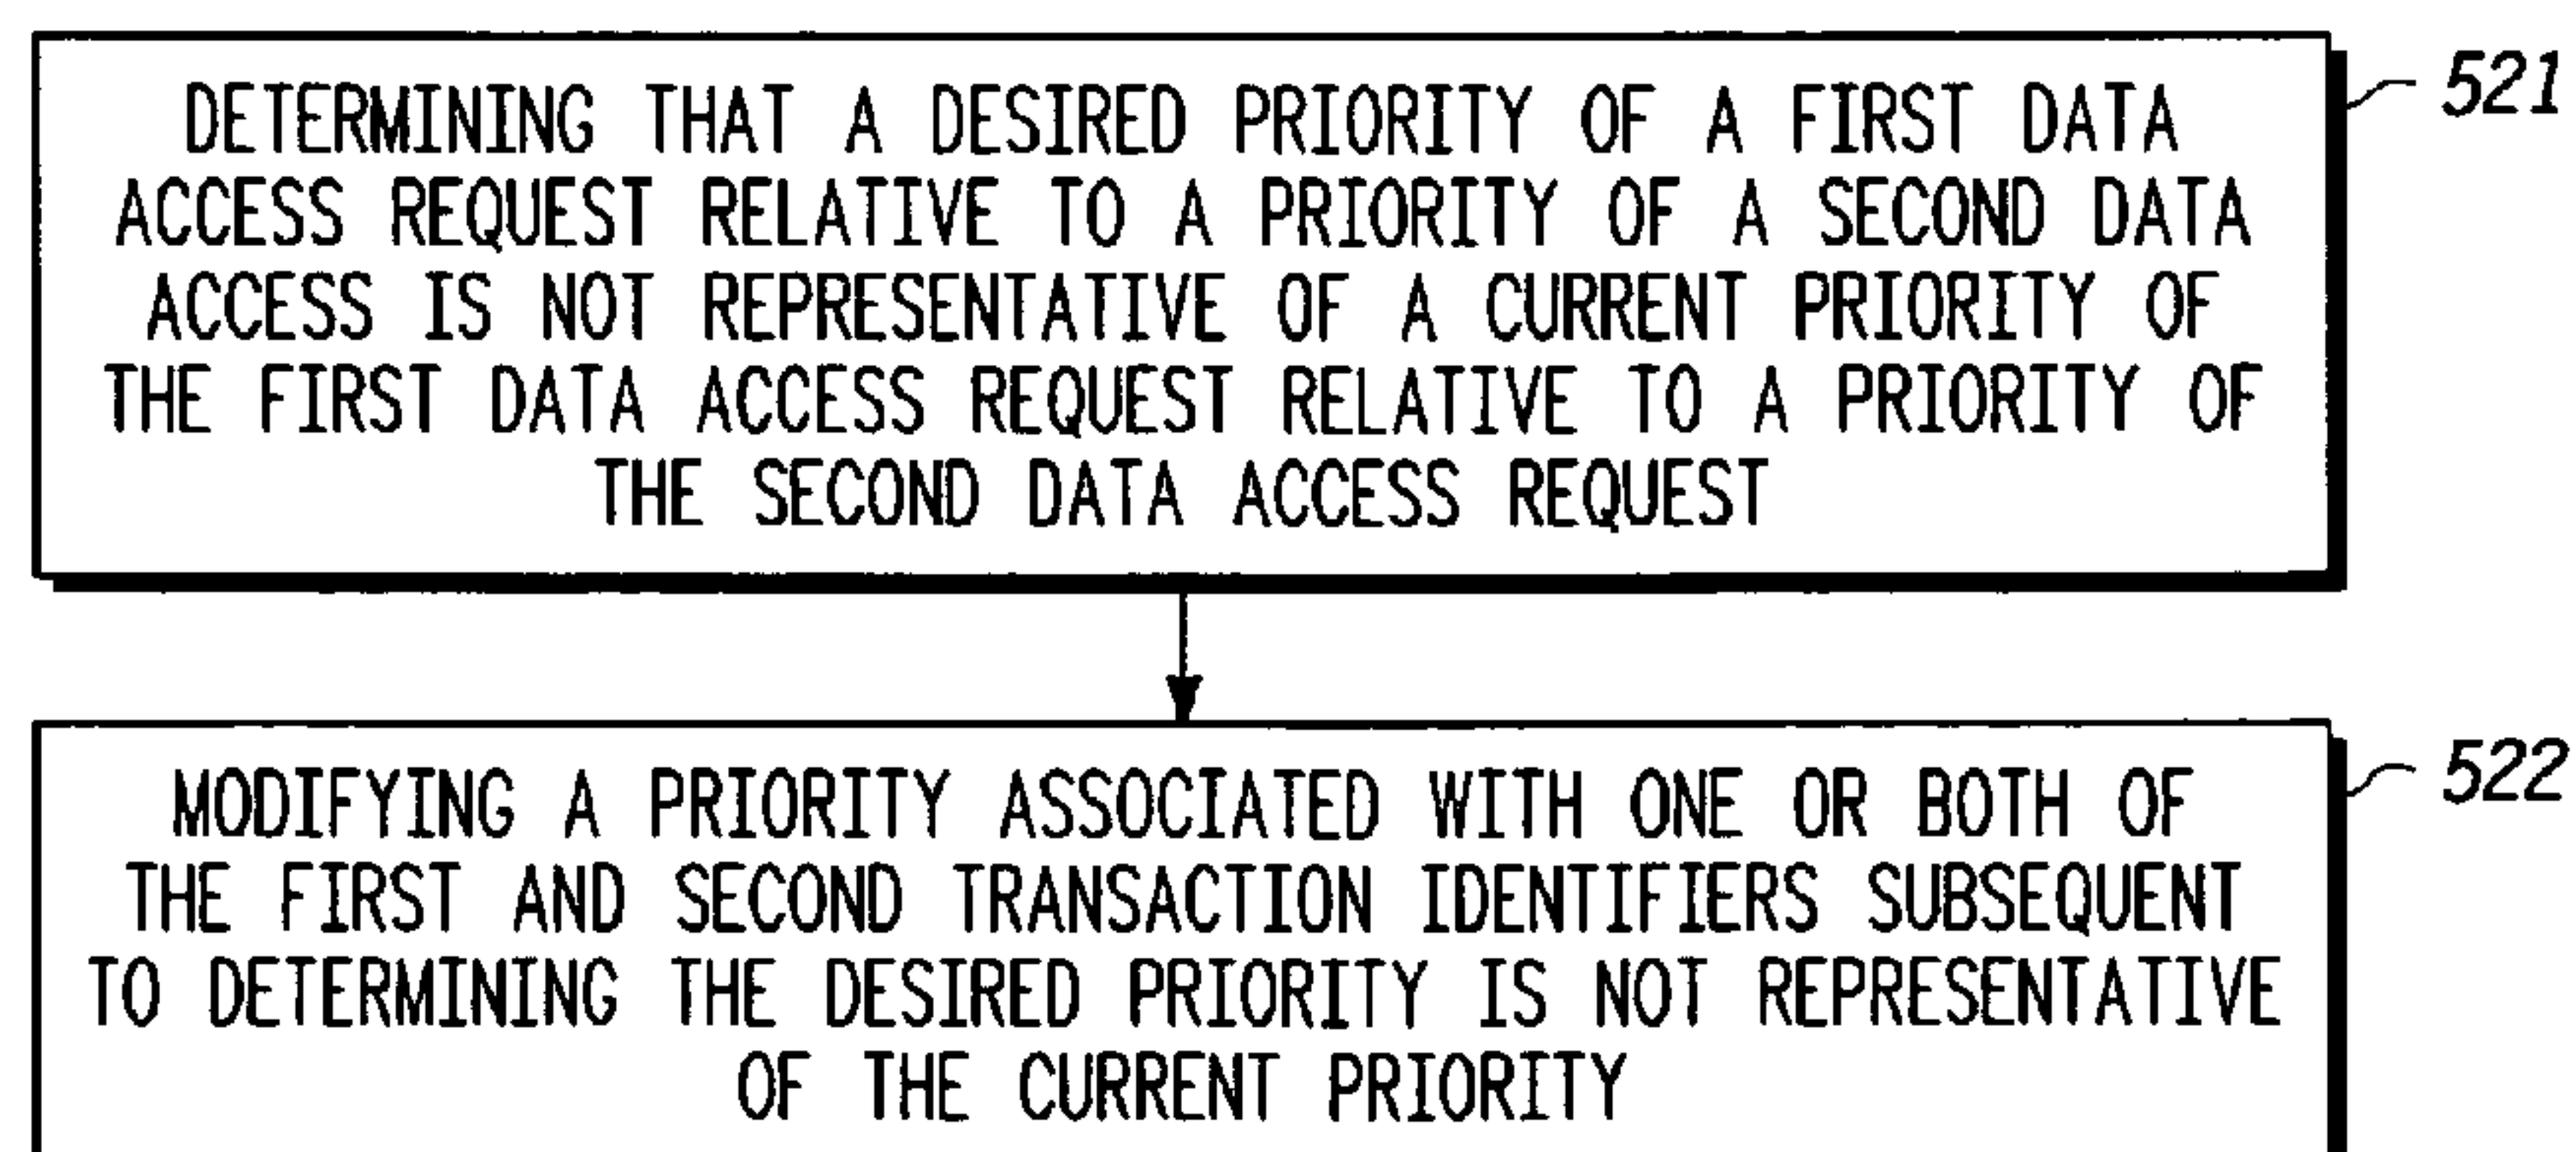 DETERMINING THAT A DESIRED PRIORITY OF A FIRST DATA
521
ACCESS REQUEST RELATIVE TO A PRIORITY OF A SECOND DATA
ACCESS IS NOT REPRESENTATIVE OF A CURRENT PRIORITY OF
THE FIRST DATA ACCESS REQUEST RELATIVE TO A PRIORITY OF
THE SECOND DATA ACCESS REQUEST
MODIFYING A PRIORITY ASSOCIATED WITH ONE OR BOTH OF
522
THE FIRST AND SECOND TRANSACTION IDENTIFIERS SUBSEQUENT
TO DETERMINING THE DESIRED PRIORITY IS NOT REPRESENTATIVE
OF THE CURRENT PRIORITY